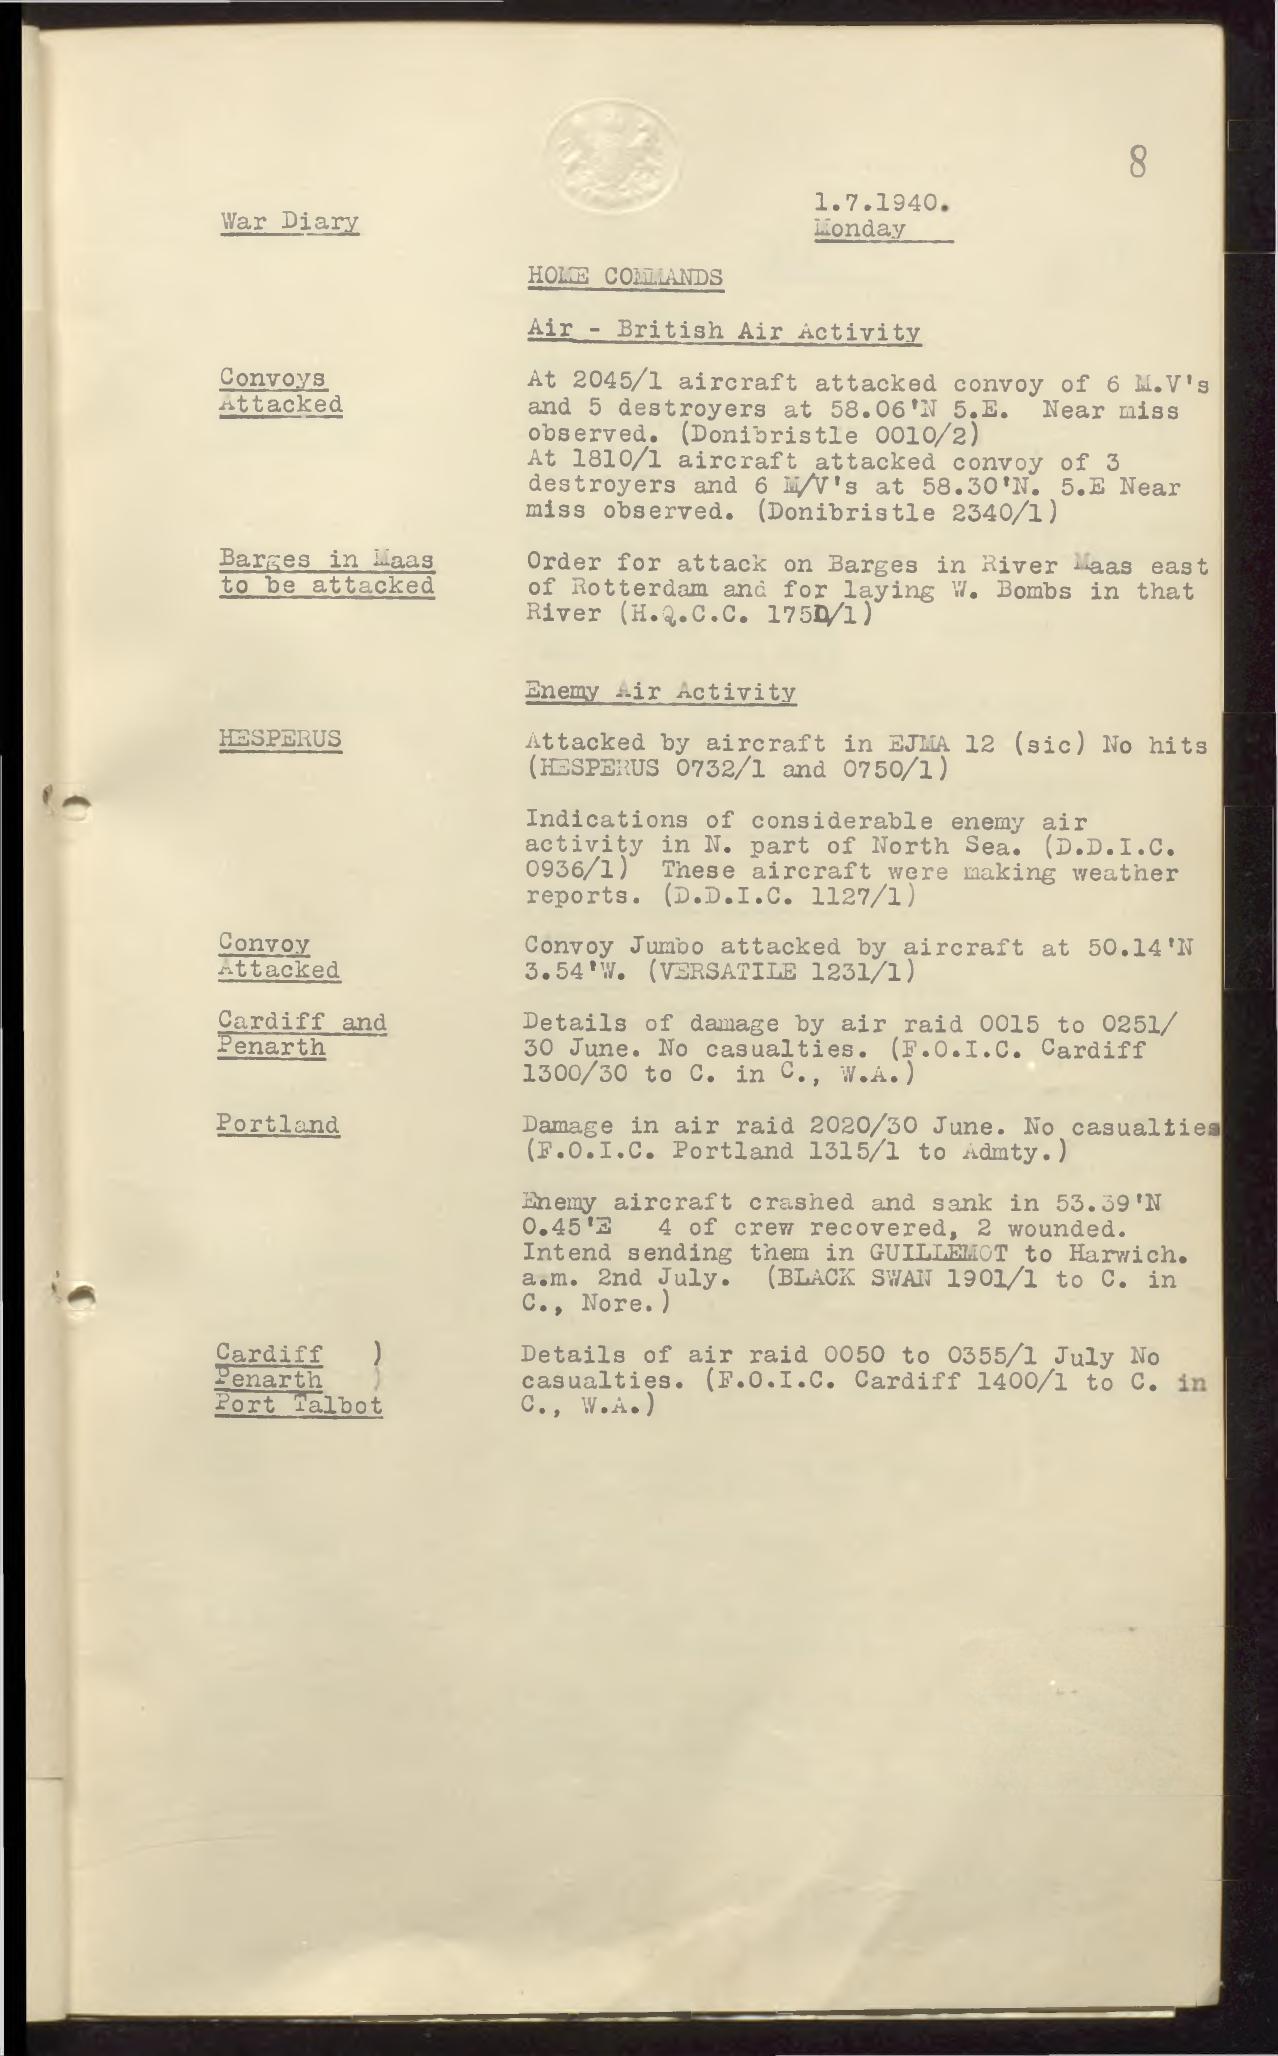 8
1.7.1940.
War Diary
Monday
HOME COMMANDS
Air - British Air Activity
Convoys
Attacked
At 2045/1 aircraft attacked convoy of 6 M.V's
and 5 destroyers at 58.06'N 5.E. Near miss
observed. (Donibristle 0010/2)
At 1810/1 aircraft attacked convoy of 3
destroyers and 6 M/V's at 58.30'N. 5.E Near
miss observed. (Donibristle 2340/1)
Barges in Maas
to be attacked
Order for attack on Barges in River Maas east
of Rotterdam and for laying W. Bombs in that
River (H.Q.C.C. 1750/1)
Enemy Air Activity
HESPERUS
Attacked by aircraft in EJMA 12 (sic) No hits
(HESPERUS 0732/1 and 0750/1)
Indications of considerable enemy air
activity in N. part of North Sea. (D.D.I.C.
0936/1) These aircraft were making weather
reports. (D.D.I.C. 1127/1)
Convoy
Attacked
Convoy Jumbo attacked by aircraft at 50.14'N
3.54'W. (VERSATILE 1231/1)
Cardiff and
Penarth
Details of damage by air raid 0015 to 0251/
30 June. No casualties. (F.O.I.C. Cardiff
1300/30 to C. in C., W.A.)
Portland
Damage in air raid 2020/30 June. No casualties
(F.O.I.C. Portland 1315/1 to Admty.)
Enemy aircraft crashed and sank in 53.39'N
0.45'E 4 of crew recovered, 2 wounded.
Intend sending them in GUILLEMOT to Harwich.
a.m. 2nd July. (BLACK SWAN 1901/1 to C. in
C., Nore.)
Cardiff )
Penarth )
Port Talbot
Details of air raid 0050 to 0355/1 July No
casualties. (F.O.I.C. Cardiff 1400/1 to C. in
C., W.A.)